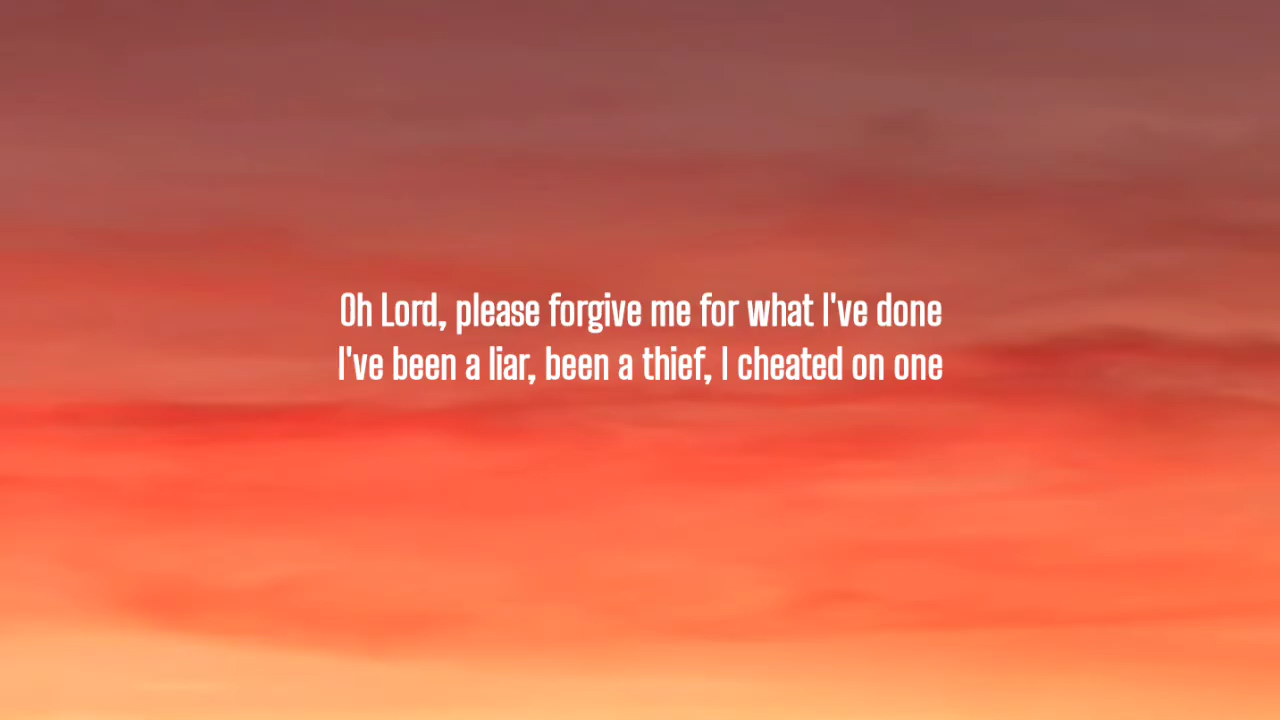 Oh Lord, please forgive me for what I've done
I've been a liar, been a thief, I cheated on one